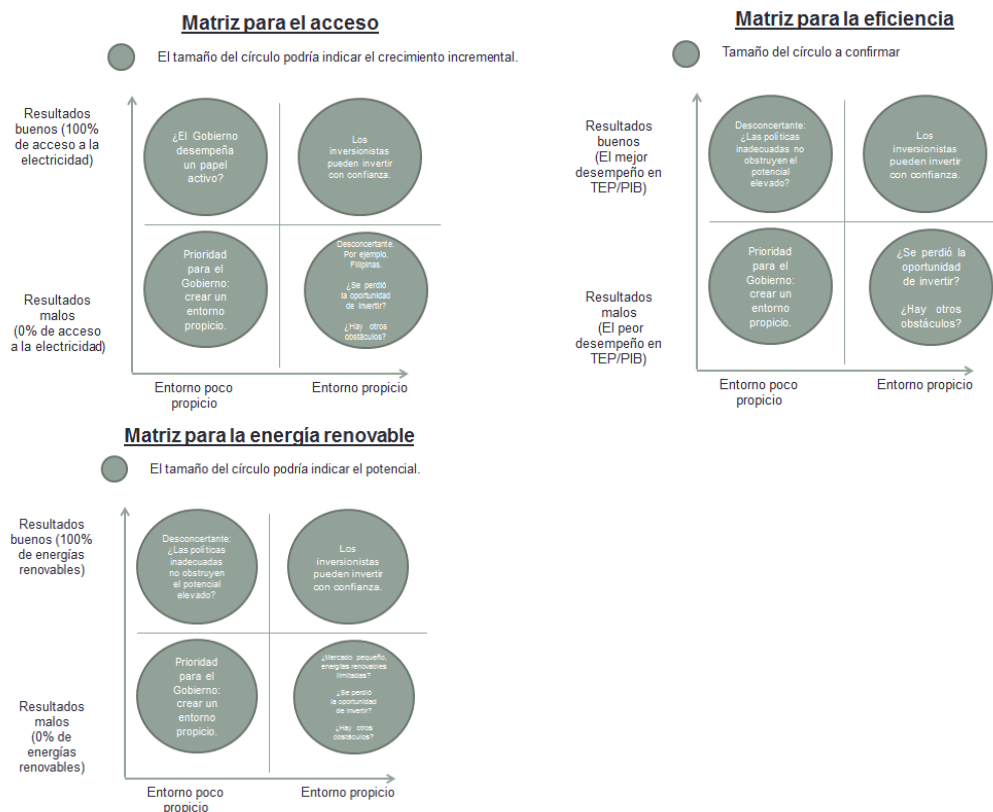 Matriz para el acceso
El tamaño del círculo podría indicar el crecimiento incremental.
Resultados
buenos (100%
de acceso a la
electricidad)
¿El Gobierno
desempeña
un papel
activo?
Los
inversionistas
pueden invertir
con confianza.
Resultados
malos
(0% de acceso
a la electricidad)
Prioridad
para el
Gobierno:
crear un
entorno
propicio.
Desconcertante:
Por ejemplo,
Filipinas.
¿Se perdió
la oportunidad
de invertir?
¿Hay otros
obstáculos?
Entorno poco
propicio
Entorno propicio
Matriz para la eficiencia
Tamaño del círculo a confirmar
Resultados
buenos
(El mejor
desempeño en
TEP/PIB)
Desconcertante:
¿Las políticas
inadecuadas no
obstruyen el
potencial
elevado?
Los
inversionistas
pueden invertir
con confianza.
Resultados
malos
(El peor
desempeño en
TEP/PIB)
Prioridad
para el
Gobierno:
crear un
entorno
propicio.
¿Se perdió la
oportunidad
de invertir?
¿Hay otros
obstáculos?
Entorno poco
propicio
Entorno propicio
Matriz para la energía renovable
El tamaño del círculo podría indicar el potencial.
Resultados
buenos (100%
de energías
renovables)
Desconcertante:
¿Las políticas
inadecuadas
no obstruyen
el potencial
elevado?
Los
inversionistas
pueden invertir
con confianza.
Resultados
malos
(0% de
energías
renovables)
Prioridad
para el
Gobierno:
crear un
entorno
propicio.
¿Mercado pequeño,
energías renovables
limitadas?
¿Se perdió
la oportunidad
de invertir?
¿Hay otros
obstáculos?
Entorno poco
propicio
Entorno propicio